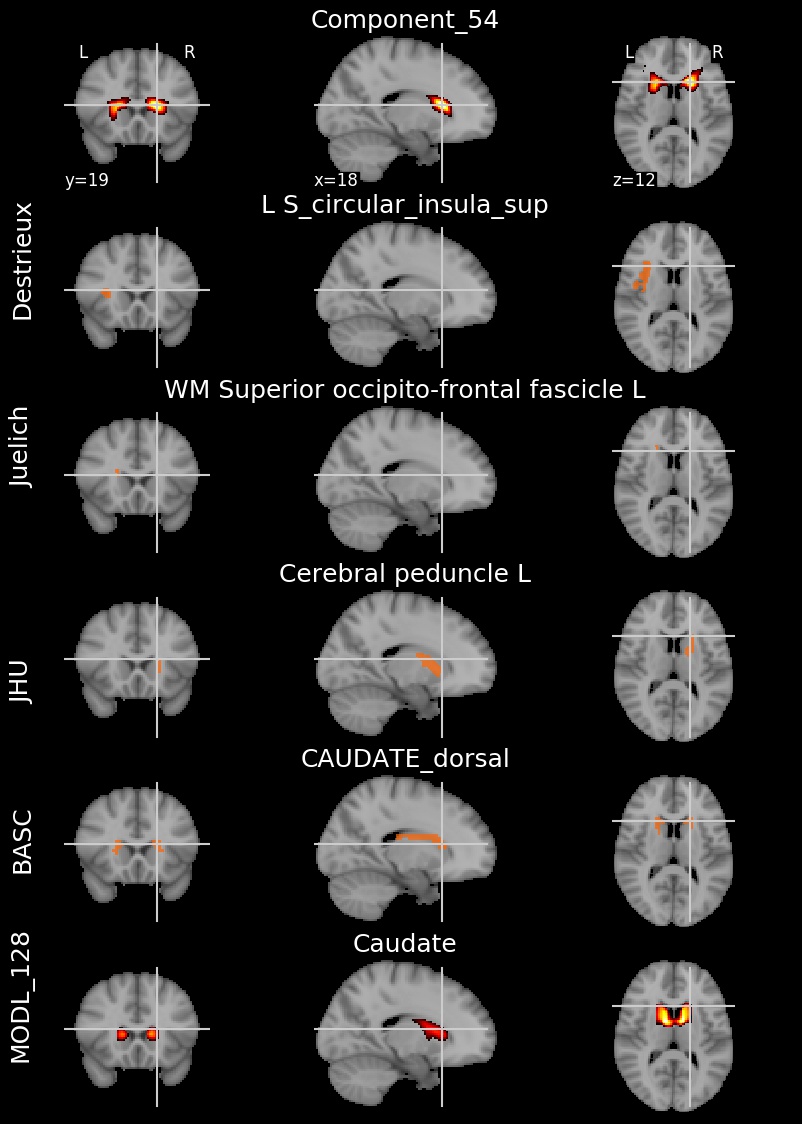 Component_54
L R L R
y=19 x=18 z=12
Destrieux
L S_circular_insula_sup
Juelich
WM Superior occipito-frontal fascicle L
JHU
Cerebral peduncle L
BASC
CAUDATE_dorsal
MODL_128
Caudate